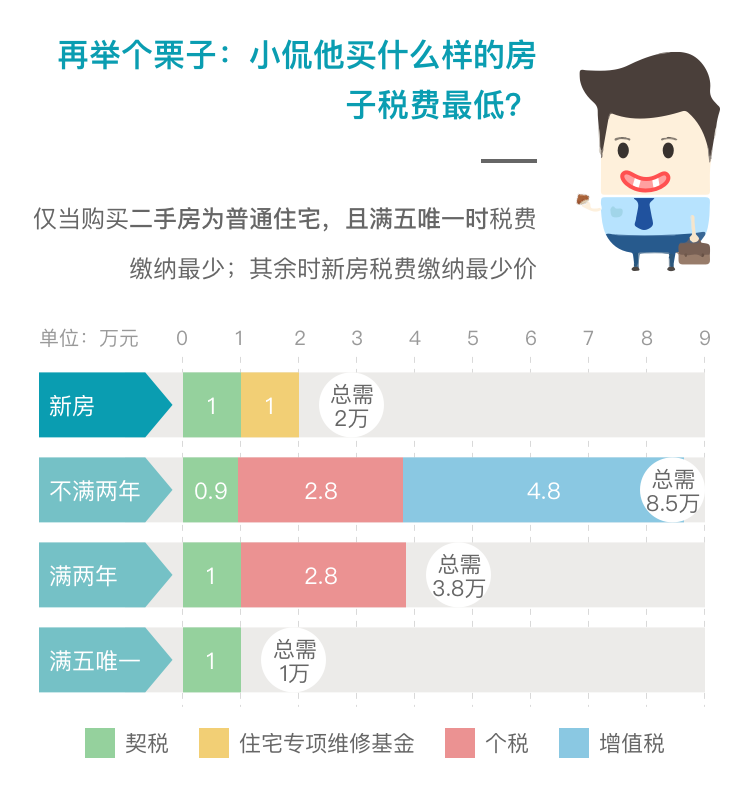 再举个栗子：小侃他买什么样的房
子税费最低？
仅当购买二手房为普通住宅，且满五唯一时税费
缴纳最少；其余时新房税费缴纳最少价
单位：万元 0 1 2 3 4 5 6 7 8 9
新房 1 1 总需
2万
不满两年 0.9 2.8 4.8 总需
8.5万
满两年 1 2.8 总需
3.8万
满五唯一 1 总需
1万
契税 住宅专项维修基金 个税 增值税